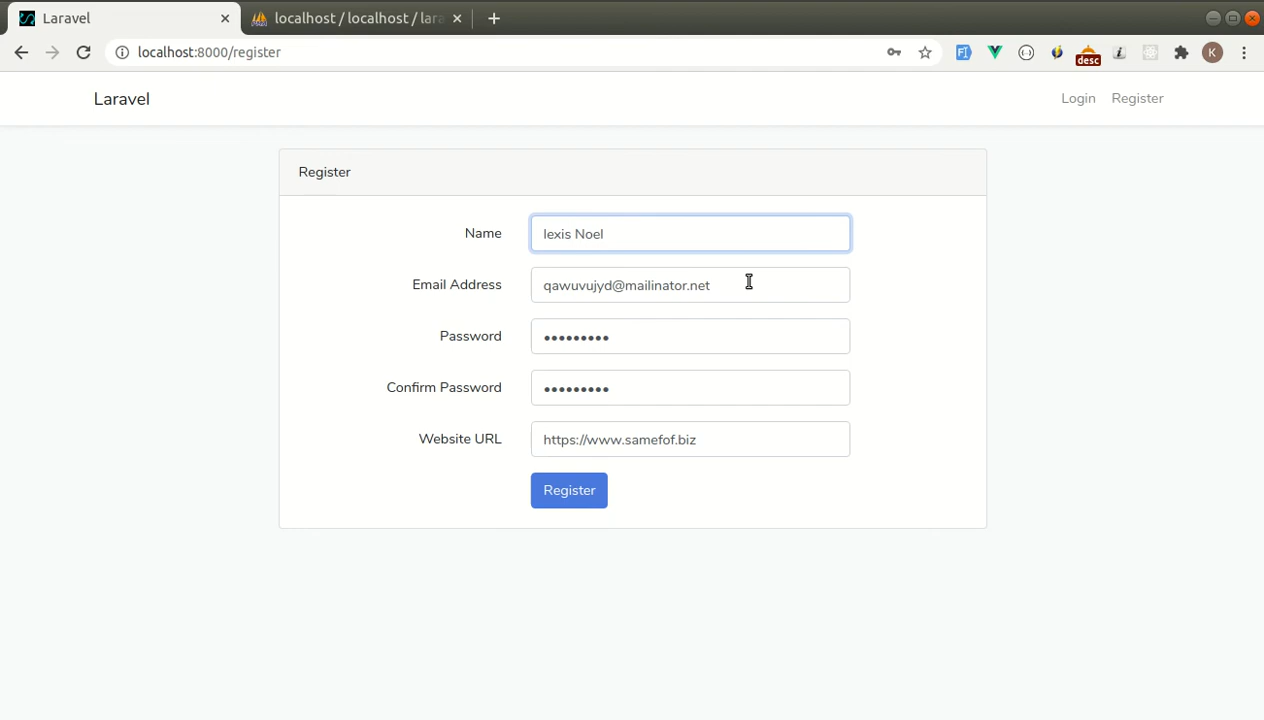 Laravel
localhost / localhost / lara
localhost:8000/register
desc
K
Laravel
Login
Register
Register
Name
lexis Noel
Email Address
qawuvujyd@mailinator.net
Password
•••••••••
Confirm Password
•••••••••
Website URL
https://www.samefof.biz
Register